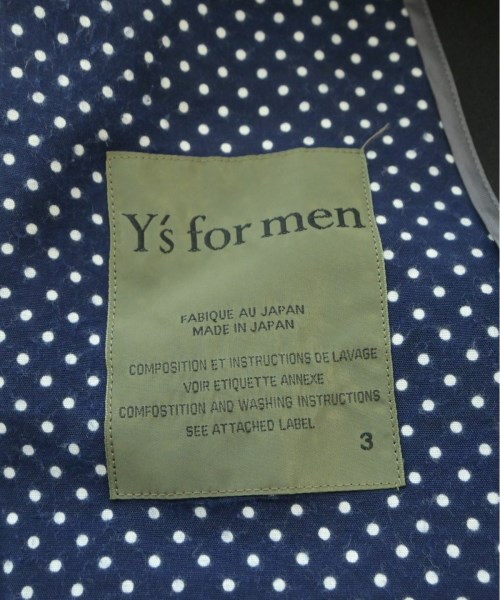 Y's for men
FABIQUE AU JAPAN
MADE IN JAPAN
COMPOSITION ET INSTRUCTIONS DE LAVAGE
VOIR ETIQUETTE ANNEXE
COMFOSTITION AND WASHING INSTRUCTIONS
SEE ATTACHED LABEL
3